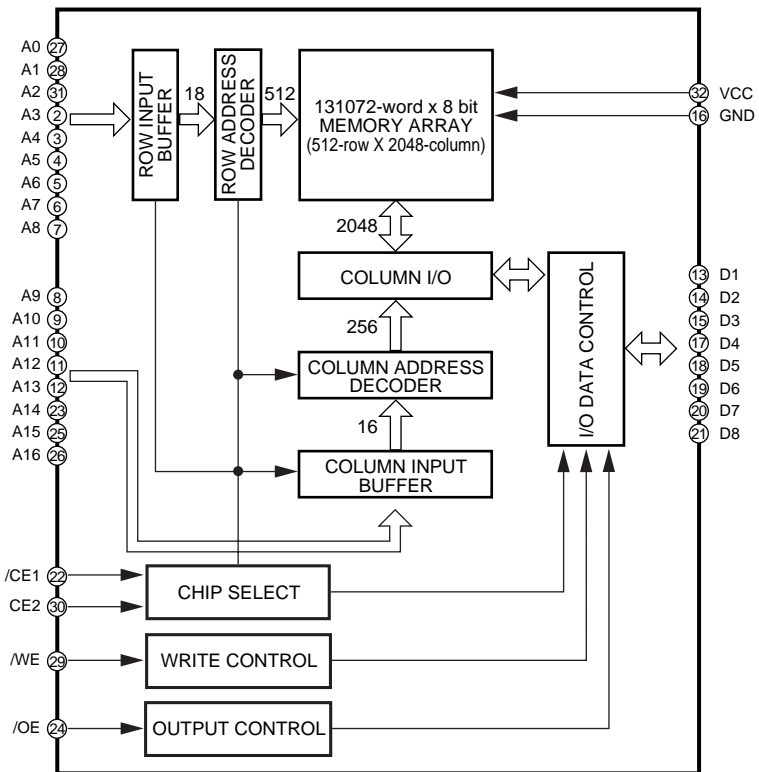 A0 27
A1 28
A2 31
A3 2
A4 3
A5 4
A6 5
A7 6
A8 7
ROW INPUT
BUFFER
18
ROW ADDRESS
DECODER
512
131072-word x 8 bit
MEMORY ARRAY
(512-row X 2048-column)
32 VCC
16 GND
2048
COLUMN I/O
256
COLUMN ADDRESS
DECODER
16
COLUMN INPUT
BUFFER
I/O DATA CONTROL
13 D1
14 D2
15 D3
17 D4
18 D5
19 D6
20 D7
21 D8
A9 8
A10 9
A11 10
A12 11
A13 12
A14 23
A15 25
A16 26
/CE1 22
CE2 30
CHIP SELECT
/WE 29
WRITE CONTROL
/OE 24
OUTPUT CONTROL